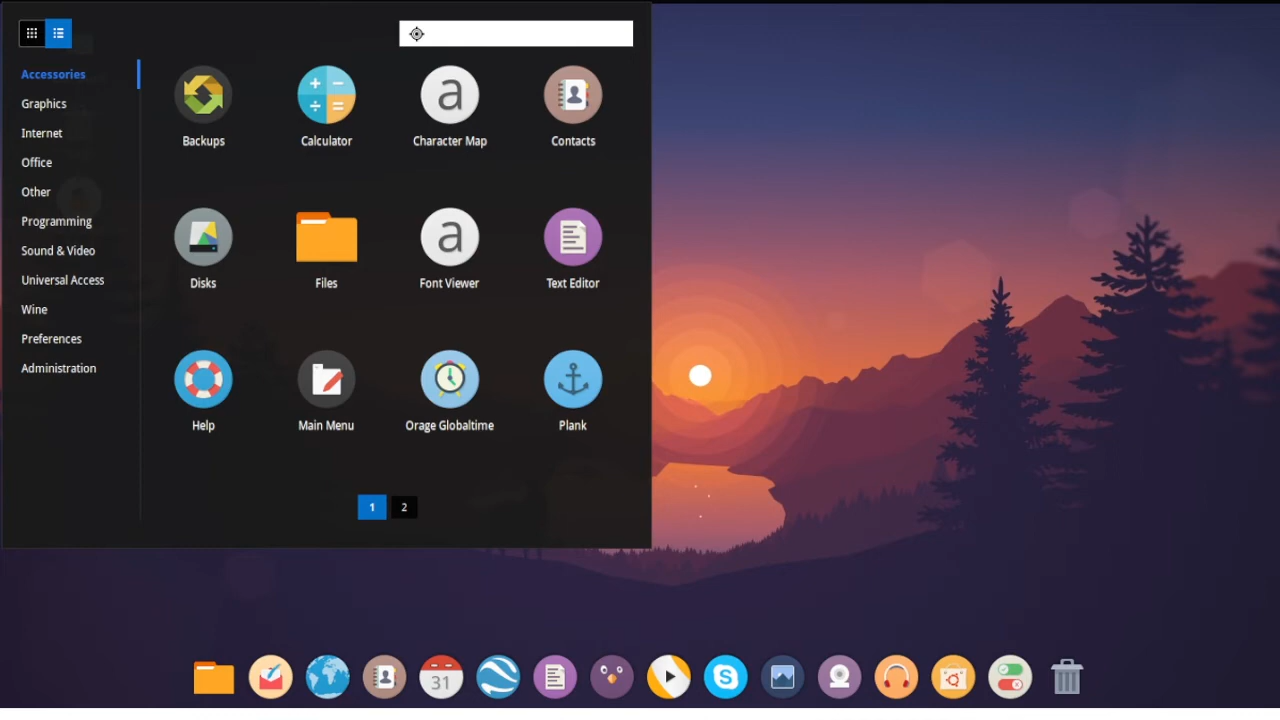 Accessories
Graphics
Internet
Office
Other
Programming
Sound & Video
Universal Access
Wine
Preferences
Administration
a
Backups
Calculator
Character Map
Contacts
a
Disks
Files
Font Viewer
Text Editor
Help
Main Menu
Orage Globaltime
Plank
1
2
31
S